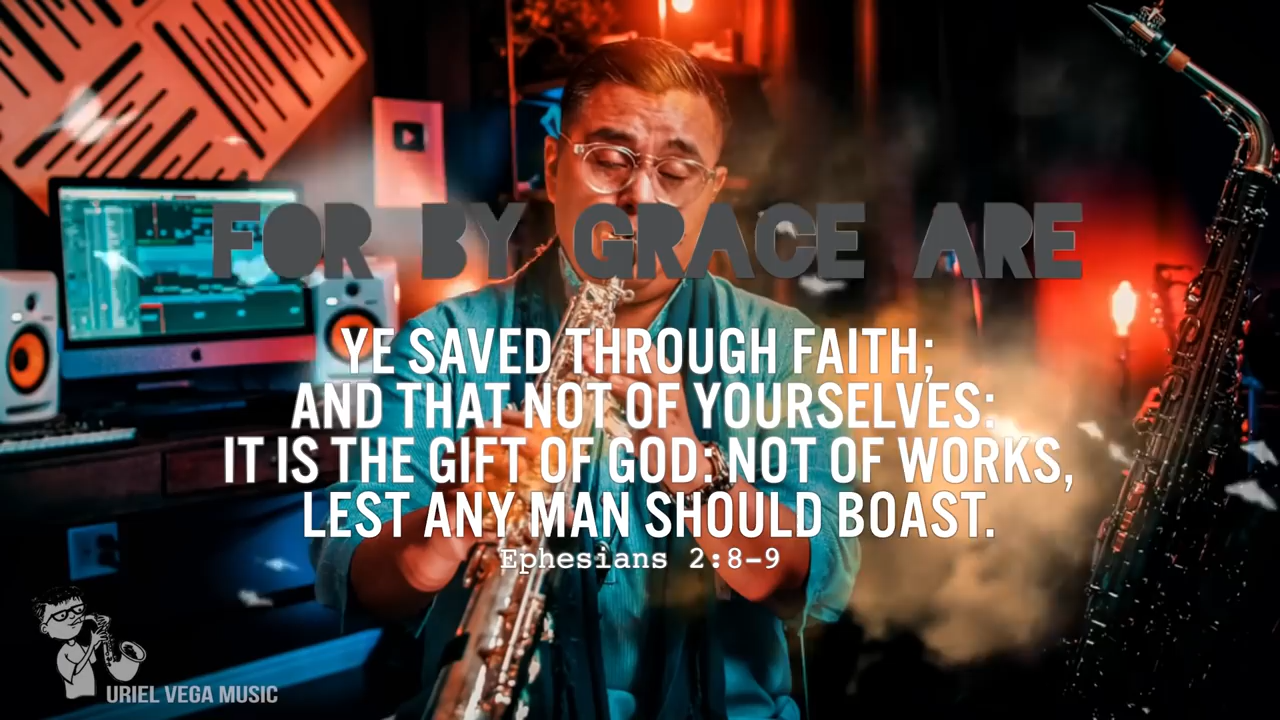 FOR BY GRACE ARE
YE SAVED THROUGH FAITH;
AND THAT NOT OF YOURSELVES:
IT IS THE GIFT OF GOD: NOT OF WORKS,
LEST ANY MAN SHOULD BOAST.
Ephesians 2:8-9
URIEL VEGA MUSIC